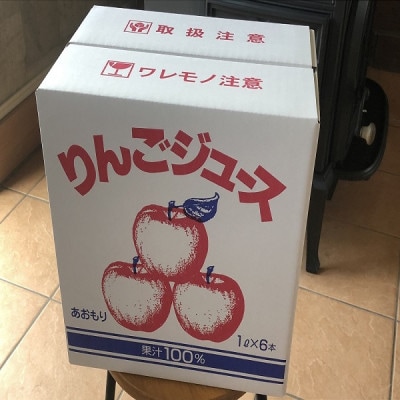 取扱注意
ワレモノ注意
りんごジュース
あおもり
1ℓ×6本
果汁100%